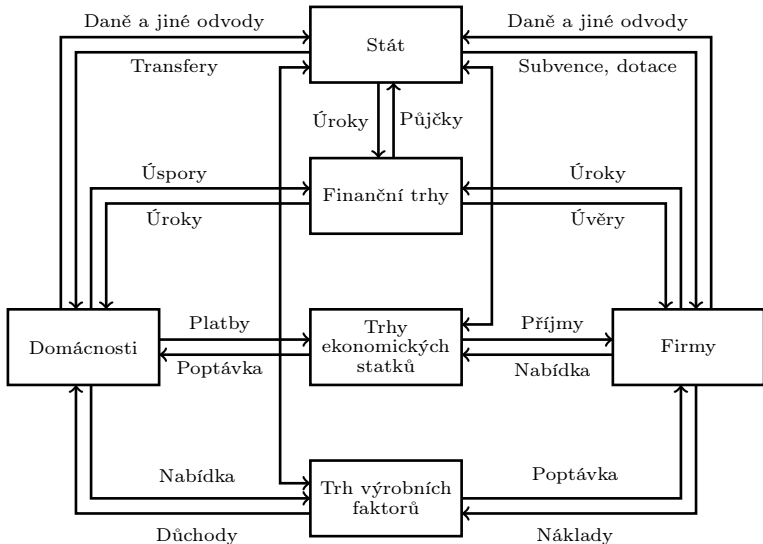 Daně a jiné odvody
Daně a jiné odvody
Stát
Transfery
Subvence, dotace
Úroky
Půjčky
Úspory
Úroky
Finanční trhy
Úroky
Úvěry
Platby
Trhy
ekonomických
statků
Příjmy
Domácnosti
Firmy
Poptávka
Nabídka
Nabídka
Poptávka
Trh výrobních
faktorů
Důchody
Náklady